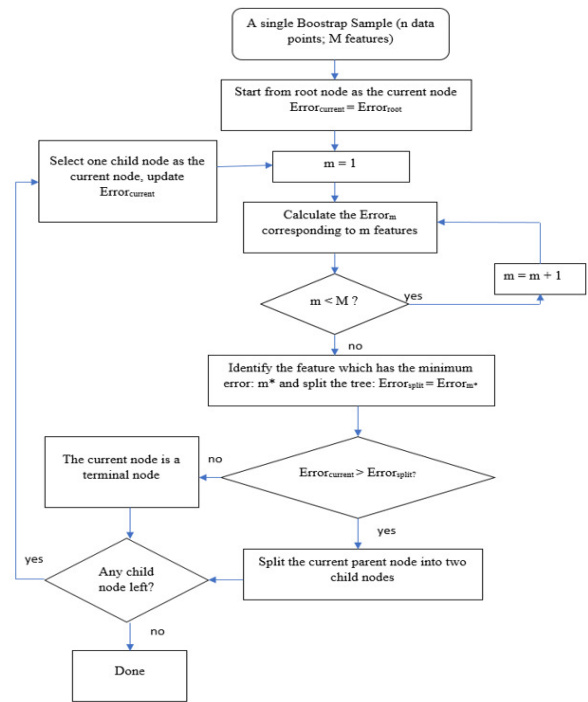 A single Boostrap Sample (n data
points; M features)
Start from root node as the current node
Errorcurrent = Errorroot
Select one child node as the
current node, update
Errorcurrent
m = 1
Calculate the Errorm
corresponding to m features
m = m + 1
m < M ?
yes
no
Identify the feature which has the minimum
error: m* and split the tree: Errorsplit = Errorm*
The current node is a
terminal node
no
Errorcurrent > Errorsplit?
yes
yes
Any child
node left?
Split the current parent node into two
child nodes
no
Done